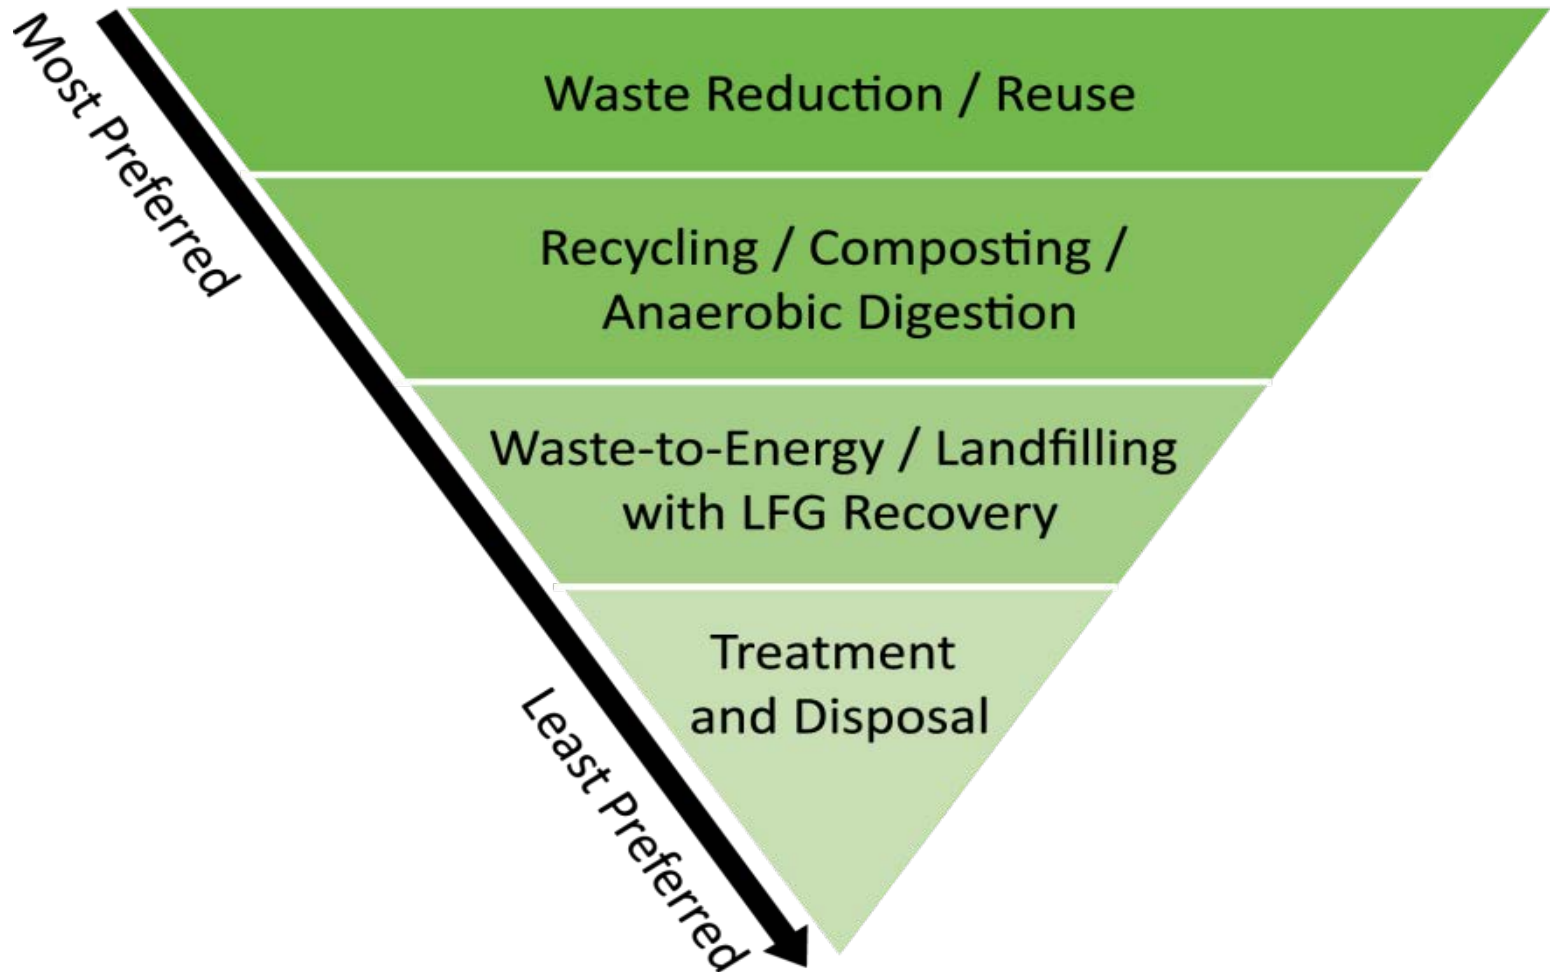 Most Preferred
Waste Reduction / Reuse
Recycling / Composting /
Anaerobic Digestion
Waste-to-Energy / Landfilling
with LFG Recovery
Treatment
and Disposal
Least Preferred